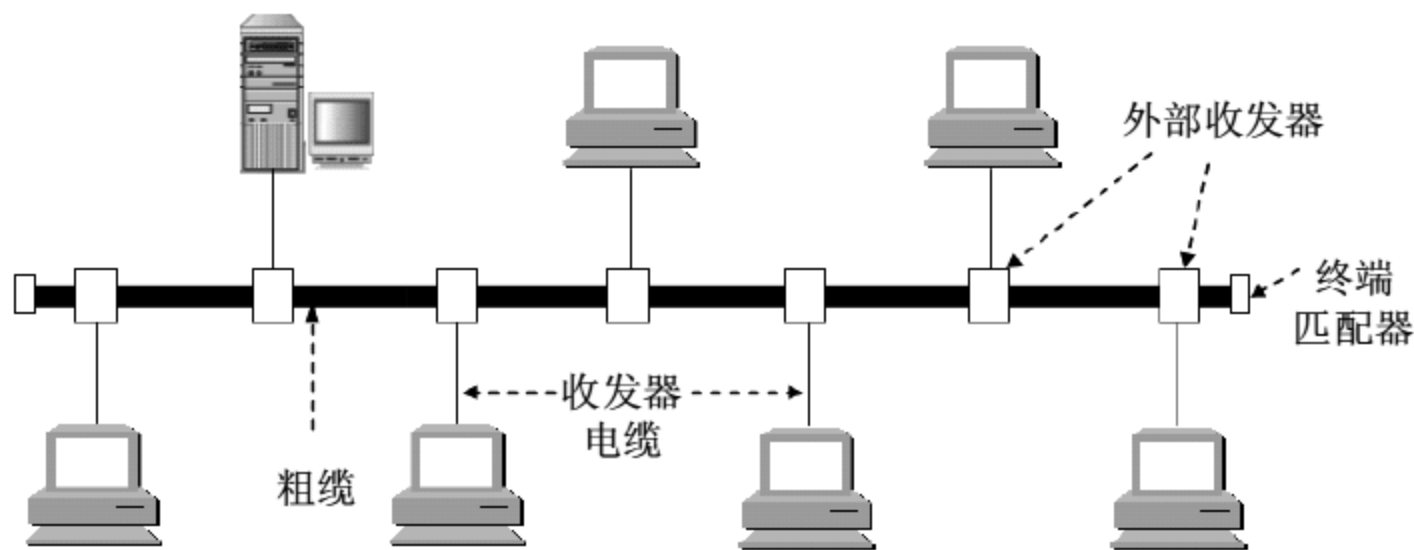 外部收发器
终端
匹配器
收发器
电缆
粗缆